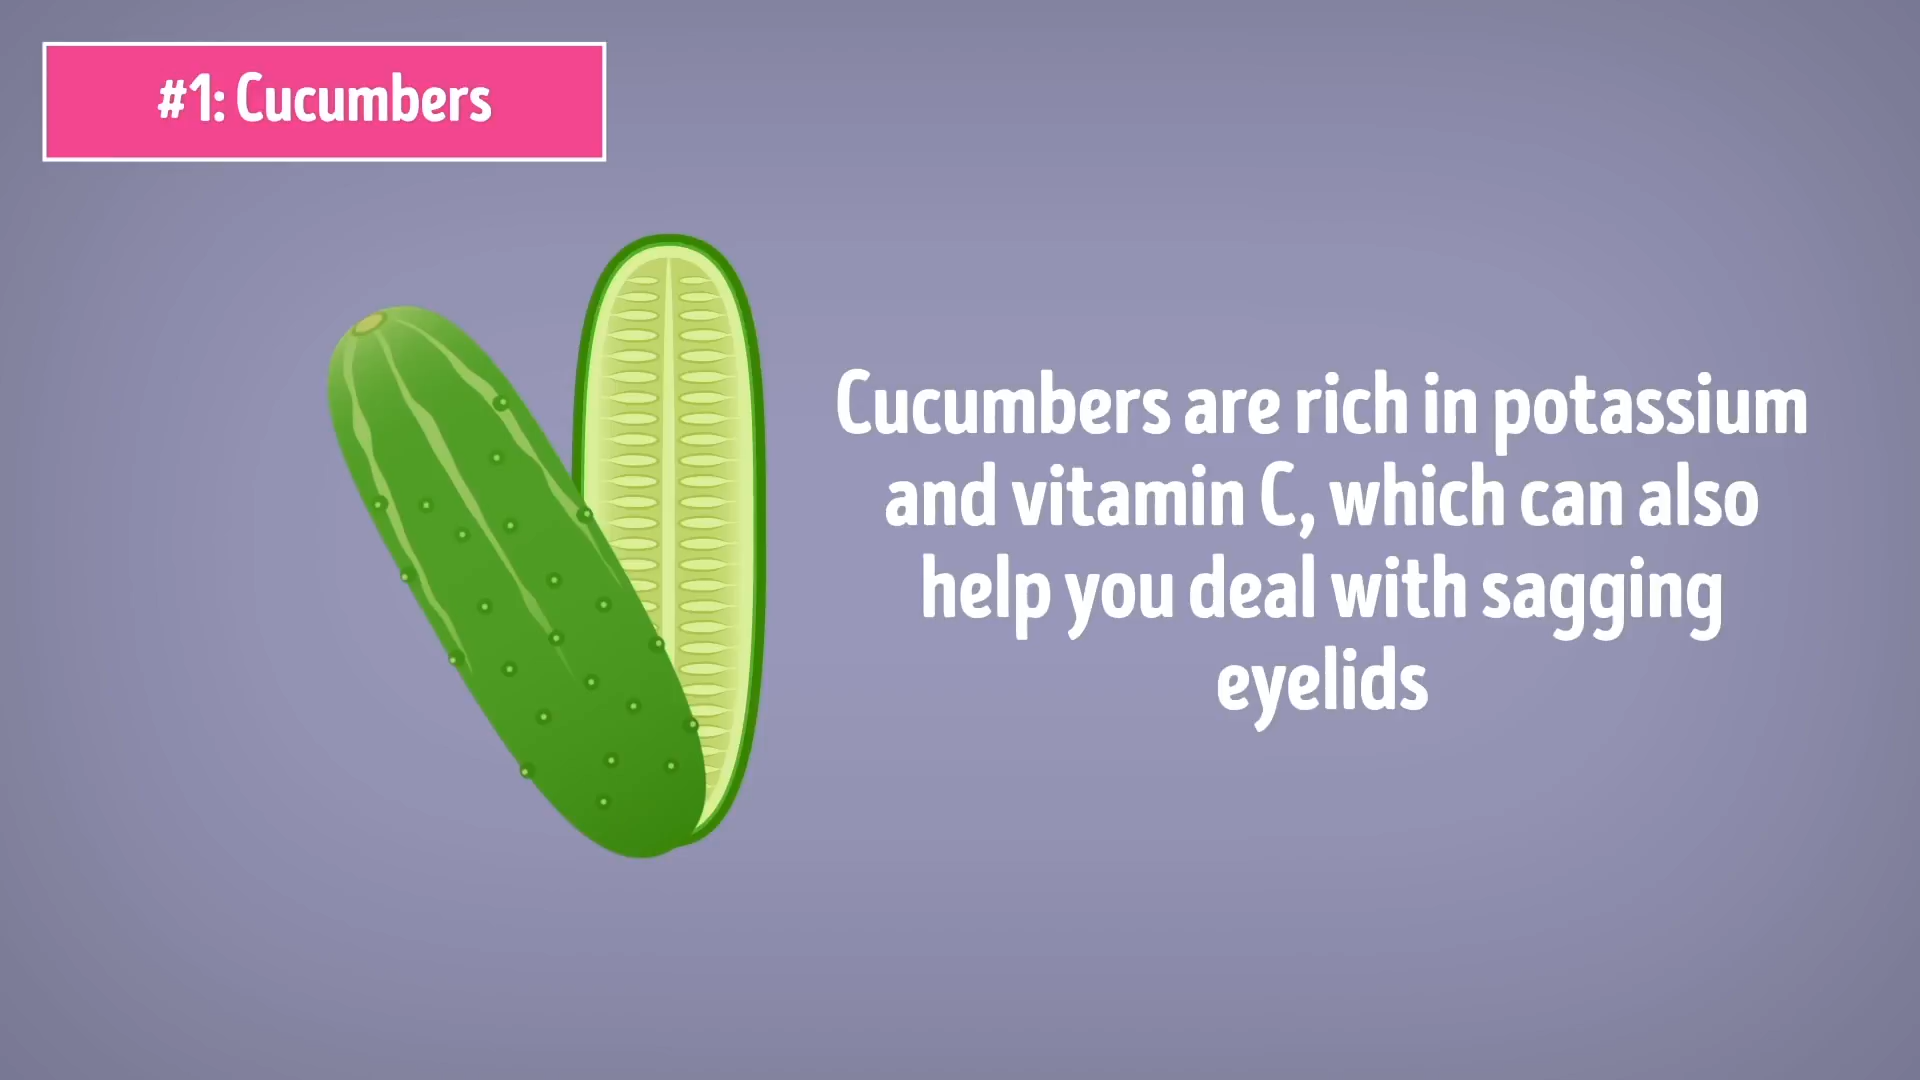 #1: Cucumbers
Cucumbers are rich in potassium
and vitamin C, which can also
help you deal with sagging
eyelids